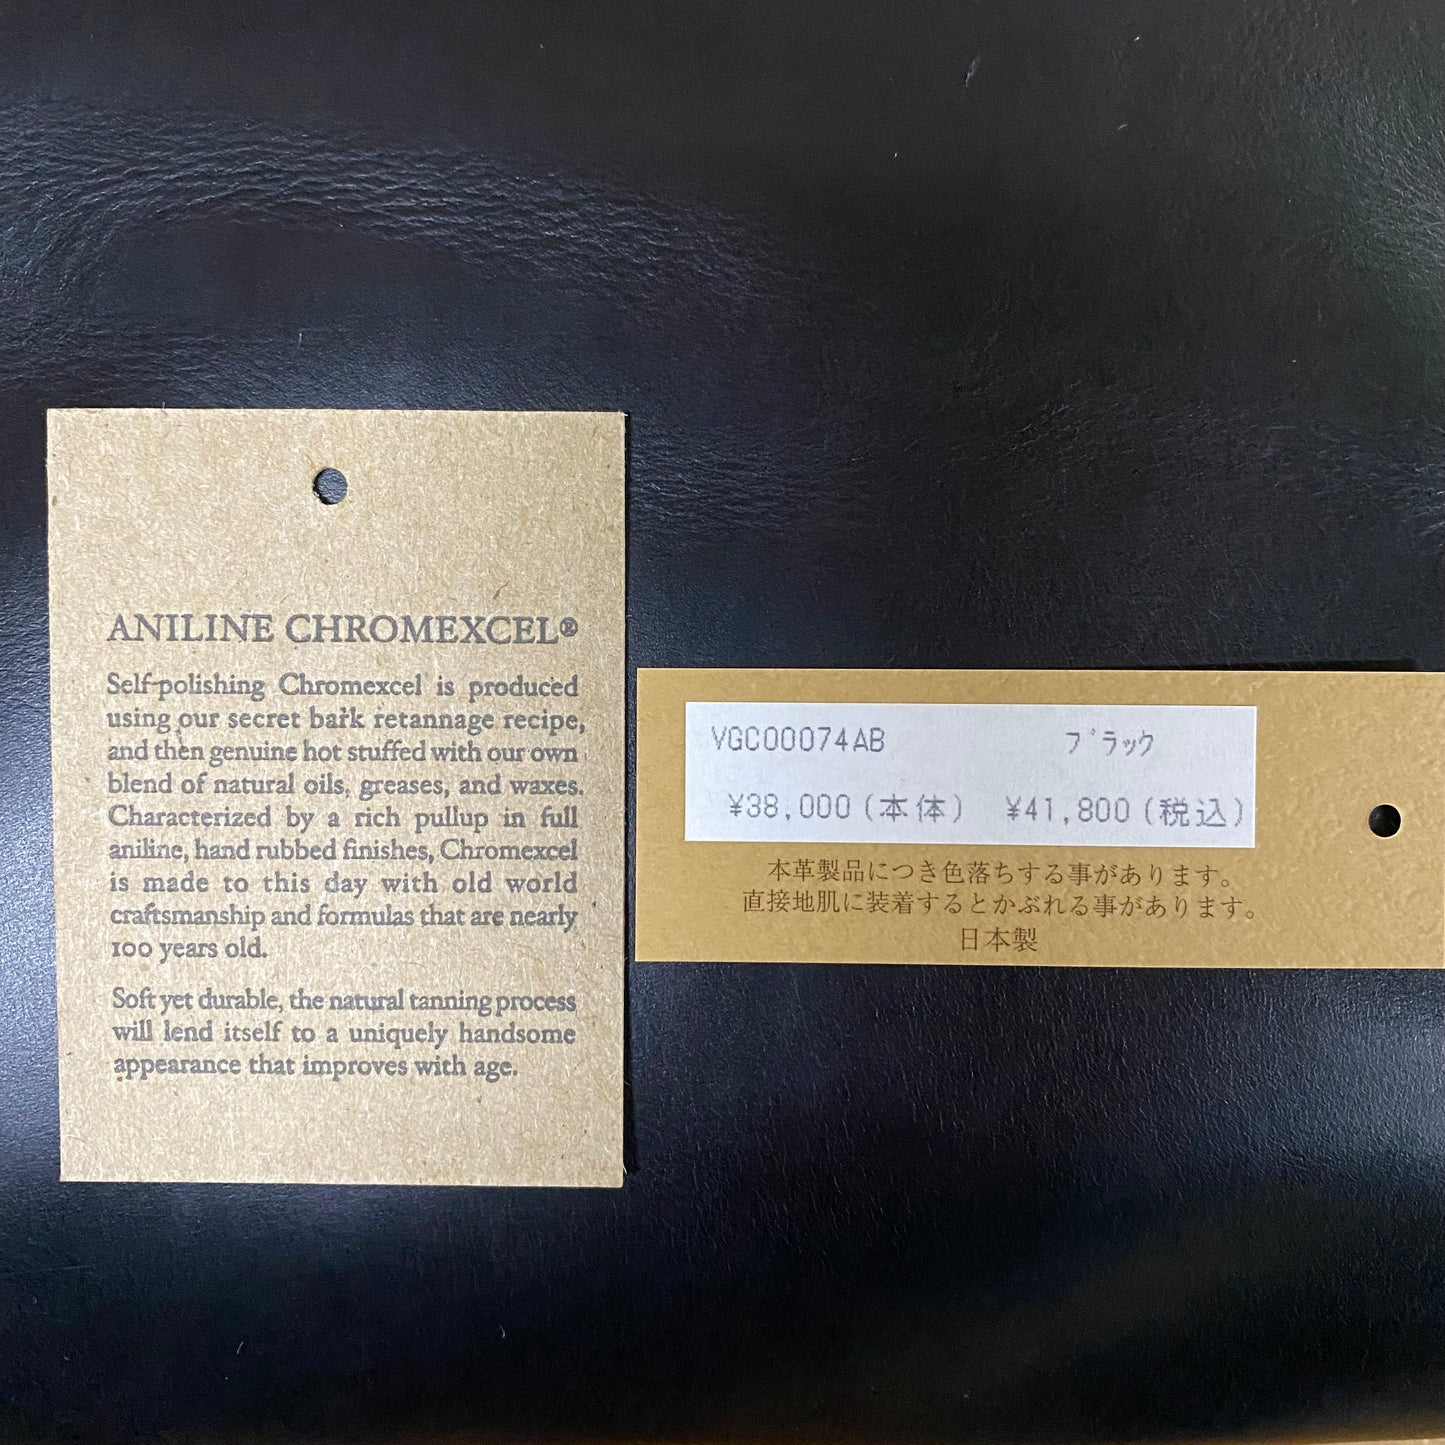 ANILINE CHROMEXCEL®
Self-polishing Chromexcel is produced
using our secret bark retannage recipe,
and then genuine hot stuffed with our own
blend of natural oils, greases, and waxes.
Characterized by a rich pullup in full
aniline, hand rubbed finishes, Chromexcel
is made to this day with old world
craftsmanship and formulas that are nearly
100 years old.
Soft yet durable, the natural tanning process
will lend itself to a uniquely handsome
appearance that improves with age.
VGC00074AB ブラック
¥38,000(本体) ¥41,800(税込)
本革製品につき色落ちする事があります。
直接地肌に装着するとかぶれる事があります。
日本製